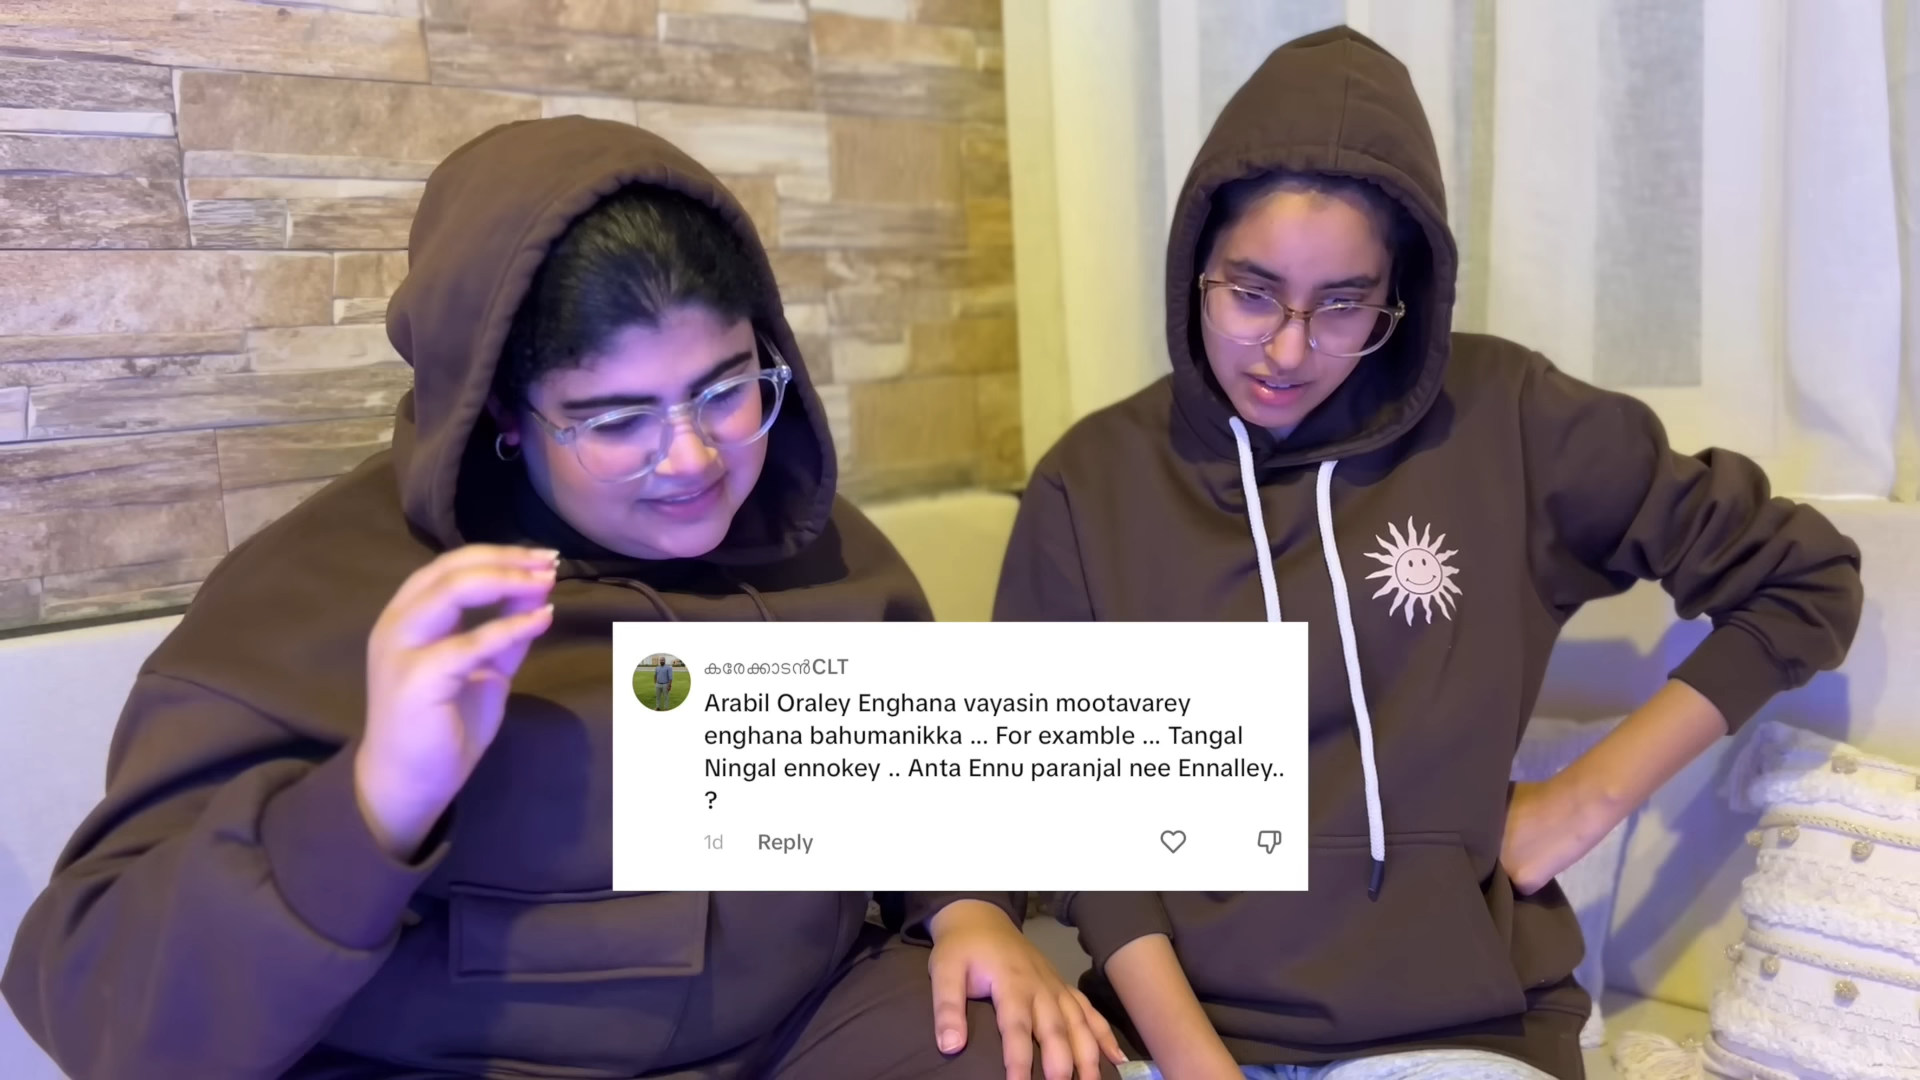 കരേക്കാടൻCLT
Arabil Oraley Enghana vayasin mootavarey
enghana bahumanikka ... For examble ... Tangal
Ningal ennokey .. Anta Ennu paranjal nee Ennalley..
?
1d Reply